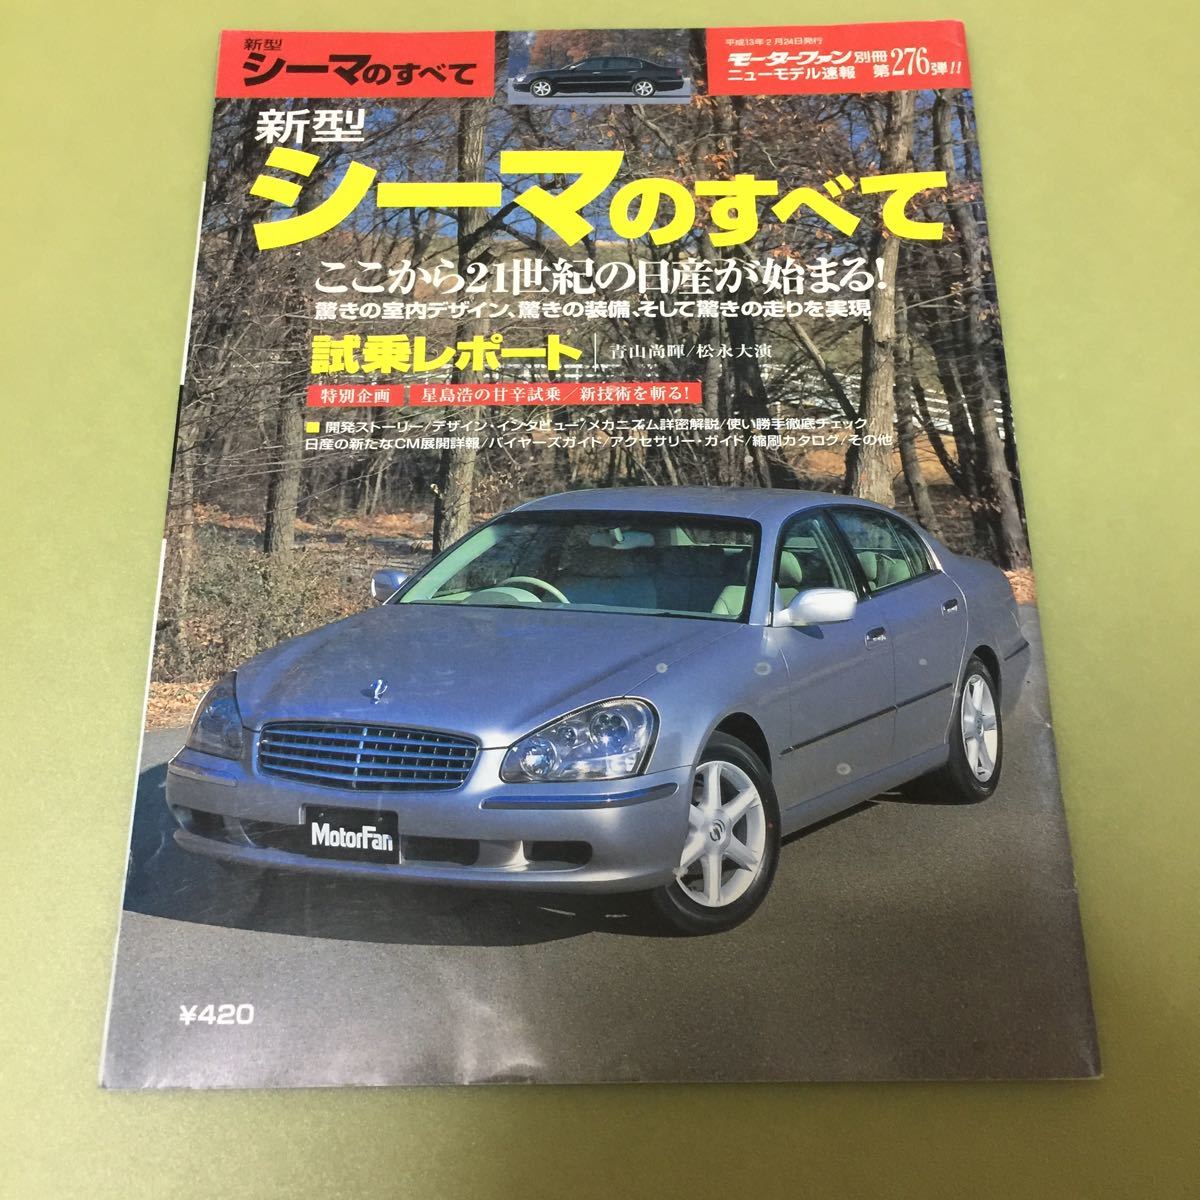 新型
シーマのすべて
平成13年2月24日発行
モーターファン別冊
ニューモデル速報 第276弾!!
新型
シーマのすべて
ここから21世紀の日産が始まる!
驚きの室内デザイン、驚きの装備、そして驚きの走りを実現
試乗レポート 青山尚暉/松永大演
特別企画 星島浩の甘辛試乗/新技術を斬る!
■ 開発ストーリー/デザイン・インタビュー/メカニズム詳密解説/使い勝手徹底チェック/
日産の新たなCM展開詳報/バイヤーズガイド/アクセサリー・ガイド/縮刷カタログ/その他
MotorFan
¥420